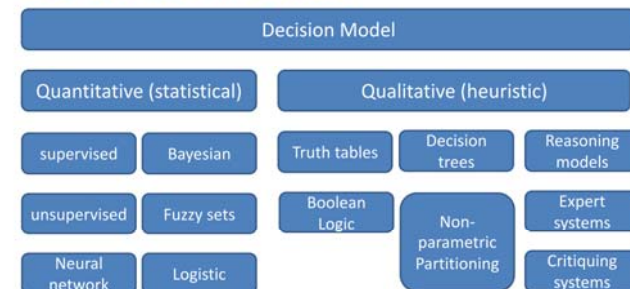 Decision Model
Quantitative (statistical)
Qualitative (heuristic)
supervised
Bayesian
Truth tables
Decision
trees
Reasoning
models
unsupervised
Fuzzy sets
Boolean
Logic
Non-
parametric
Partitioning
Expert
systems
Neural
network
Logistic
Critiquing
systems